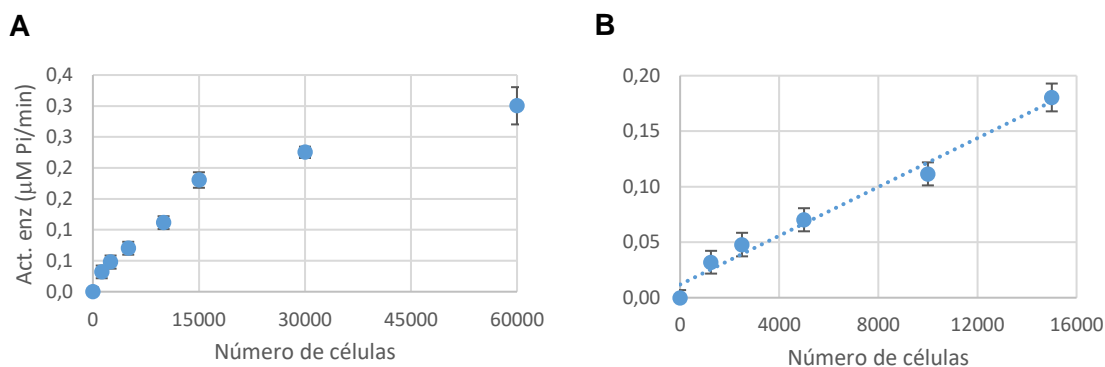 A
Act. enz (µM Pi/min)
0,4
0,3
0,3
0,2
0,2
0,1
0,1
0,0
0 15000 30000 45000 60000
Número de células
B
0,20
0,15
0,10
0,05
0,00
0 4000 8000 12000 16000
Número de células